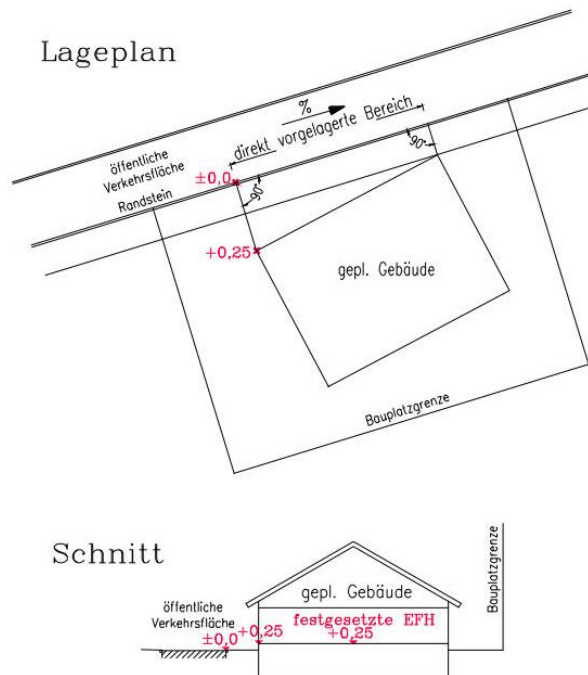 Lageplan
%
direkt vorgelagerte Bereich
öffentliche
Verkehrsfläche
Randstein
±0,0
90°
90°
+0,25
gepl. Gebäude
Bauplatzgrenze
Schnitt
gepl. Gebäude
Bauplatzgrenze
öffentliche
Verkehrsfläche
±0,0
+0,25
festgesetzte EFH
+0,25